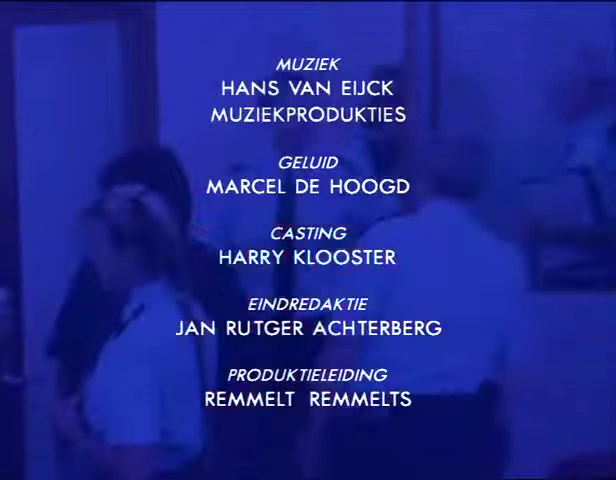 MUZIEK
HANS VAN EIJCK
MUZIEKPRODUKTIES
GELUID
MARCEL DE HOOGD
CASTING
HARRY KLOOSTER
EINDREDAKTIE
JAN RUTGER ACHTERBERG
PRODUKTIELEIDING
REMMELT REMMELTS